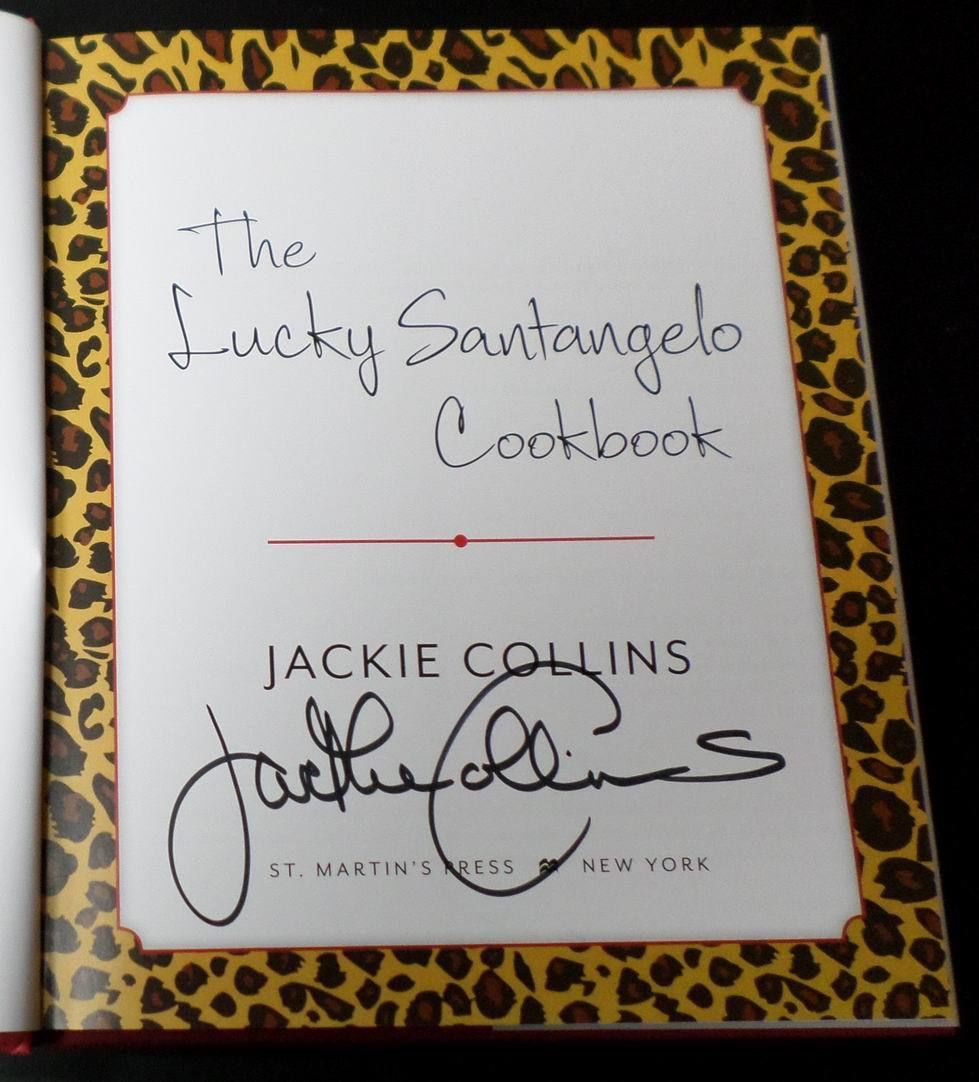 The
Lucky Santangelo
Cookbook
JACKIE COLLINS
Jackie Collins
ST. MARTIN'S PRESS NEW YORK